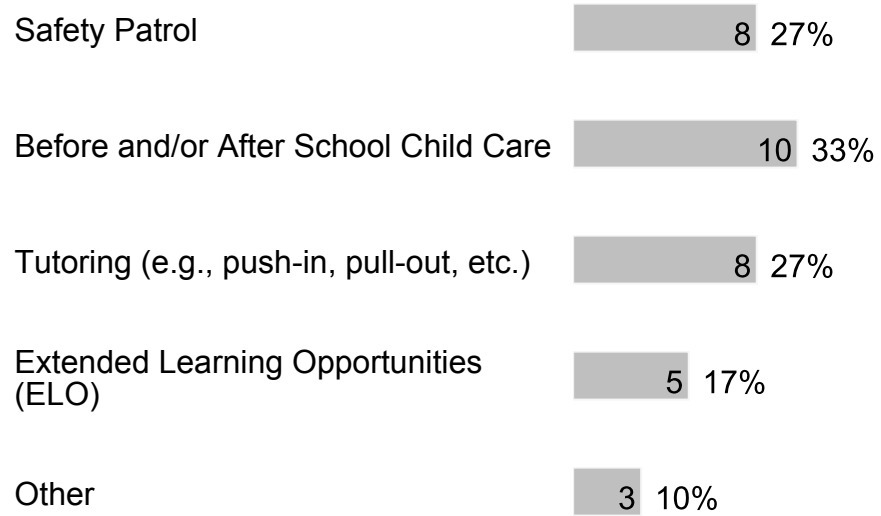 Safety Patrol 8 27%
Before and/or After School Child Care 10 33%
Tutoring (e.g., push-in, pull-out, etc.) 8 27%
Extended Learning Opportunities
(ELO) 5 17%
Other 3 10%